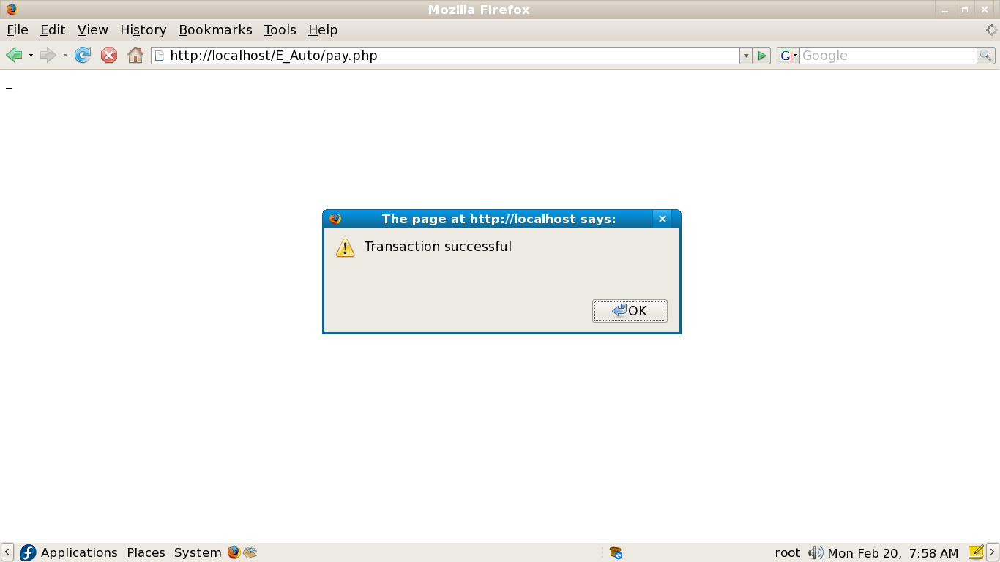 Mozilla Firefox
File Edit View History Bookmarks Tools Help
http://localhost/E_Auto/pay.php
G Google
_
The page at http://localhost says:
Transaction successful
OK
Applications Places System
root Mon Feb 20, 7:58 AM